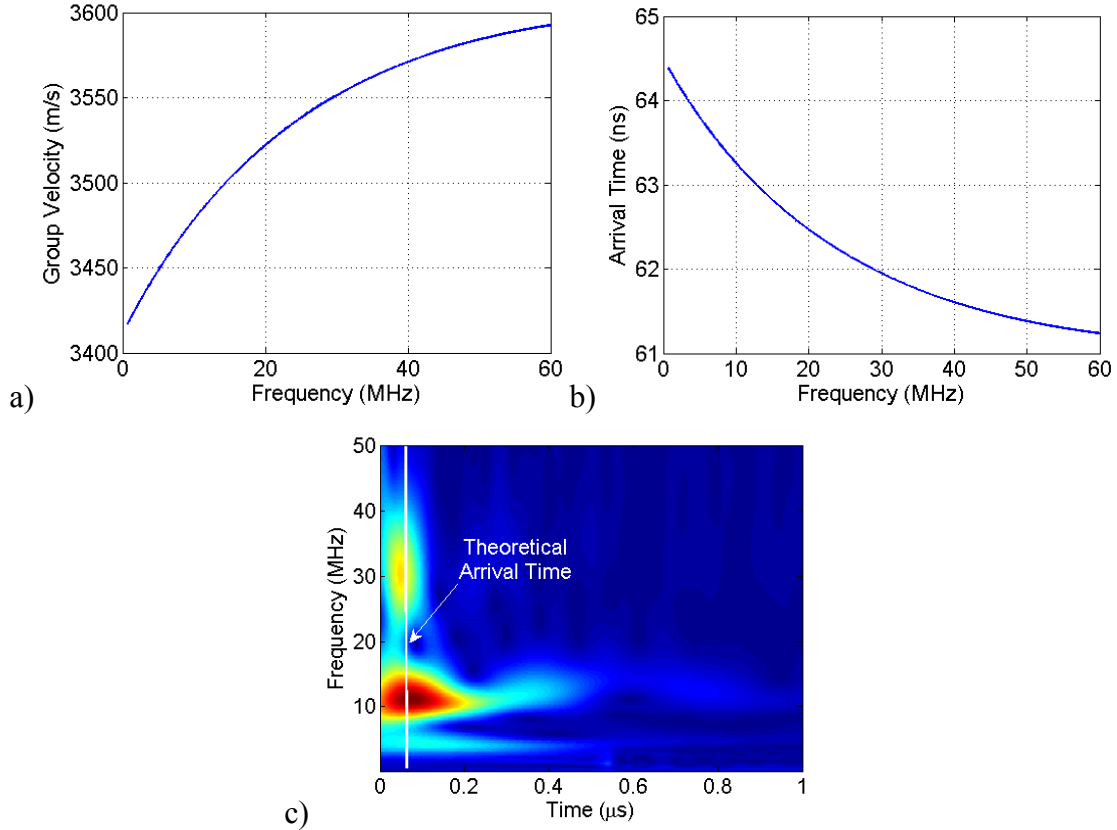 3600
3550
3500
3450
3400
Group Velocity (m/s)
0
20
40
60
Frequency (MHz)
a)
65
64
63
62
61
Arrival Time (ns)
0
10
20
30
40
50
60
Frequency (MHz)
b)
50
40
30
20
10
Frequency (MHz)
Theoretical
Arrival Time
0
0.2
0.4
0.6
0.8
1
Time (μs)
c)